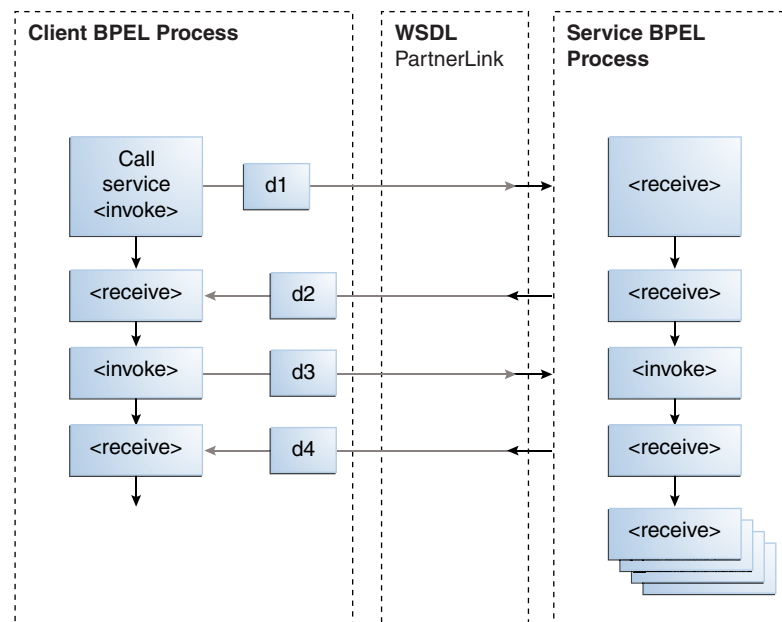 Client BPEL Process
WSDL
PartnerLink
Service BPEL
Process
Call
service
<invoke>
d1
<receive>
<receive>
d2
<receive>
<invoke>
d3
<invoke>
<receive>
d4
<receive>
<receive>